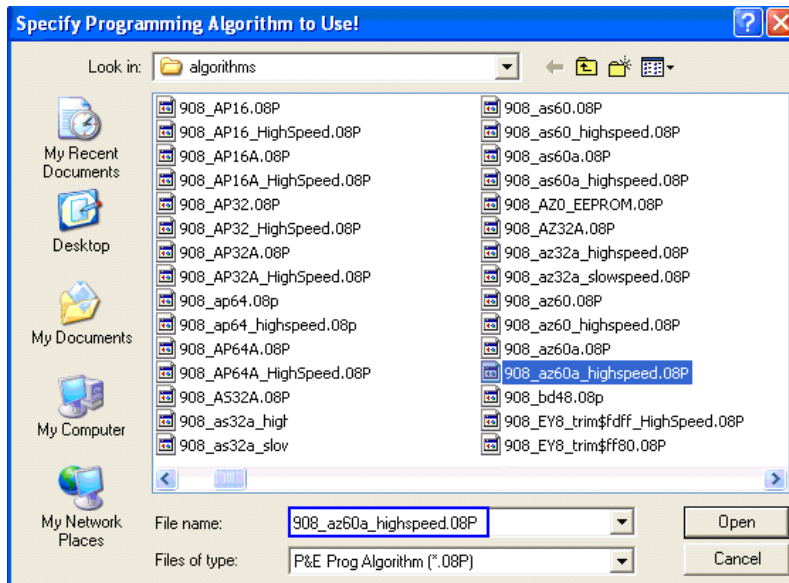 Specify Programming Algorithm to Use!
Look in:
algorithms
My Recent
Documents
Desktop
My Documents
My Computer
My Network
Places
908_AP16.08P
908_AP16_HighSpeed.08P
908_AP16A.08P
908_AP16A_HighSpeed.08P
908_AP32.08P
908_AP32_HighSpeed.08P
908_AP32A.08P
908_AP32A_HighSpeed.08P
908_ap64.08p
908_ap64_highspeed.08p
908_AP64A.08P
908_AP64A_HighSpeed.08P
908_AS32A.08P
908_as32a_high
908_as32a_slov
908_as60.08P
908_as60_highspeed.08P
908_as60a.08P
908_as60a_highspeed.08P
908_AZ0_EEPROM.08P
908_AZ32A.08P
908_az32a_highspeed.08P
908_az32a_slowspeed.08P
908_az60.08P
908_az60_highspeed.08P
908_az60a.08P
908_az60a_highspeed.08P
908_bd48.08p
908_EY8_trim$fdff_HighSpeed.08P
908_EY8_trim$ff80.08P
File name:
908_az60a_highspeed.08P
Open
Files of type:
P&E Prog Algorithm (*.08P)
Cancel